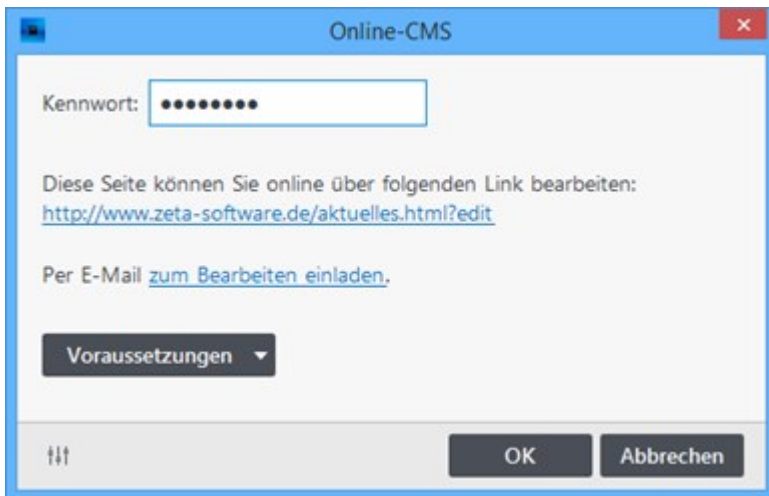 Online-CMS
Kennwort: ●●●●●●●●
Diese Seite können Sie online über folgenden Link bearbeiten:
http://www.zeta-software.de/aktuelles.html?edit
Per E-Mail zum Bearbeiten einladen.
Voraussetzungen
OK Abbrechen